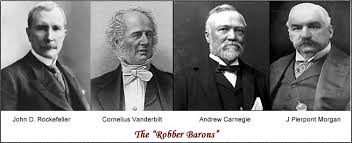 John D. Rockefeller Cornelius Vanderbilt Andrew Carnegie J Pierpont Morgan
The "Robber Barons"